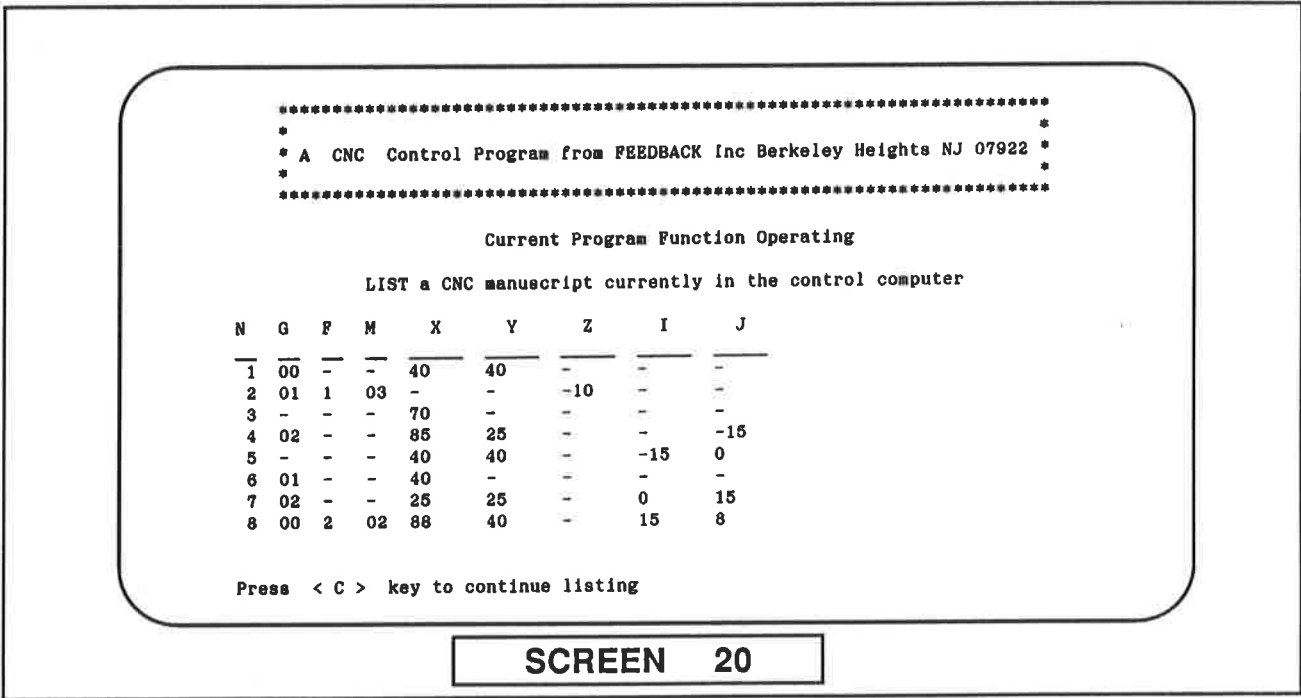 ************************************************************************
* *
* A CNC Control Program from FEEDBACK Inc Berkeley Heights NJ 07922 *
* *
************************************************************************
Current Program Function Operating
LIST a CNC manuscript currently in the control computer
N G F M X Y Z I J
1 00 - - 40 40 - - -
2 01 1 03 - - -10 - -
3 - - - 70 - - - -
4 02 - - 85 25 - - -15
5 - - - 40 40 - -15 0
6 01 - - 40 - - - -
7 02 - - 25 25 - 0 15
8 00 2 02 88 40 - 15 8
Press < C > key to continue listing
SCREEN 20